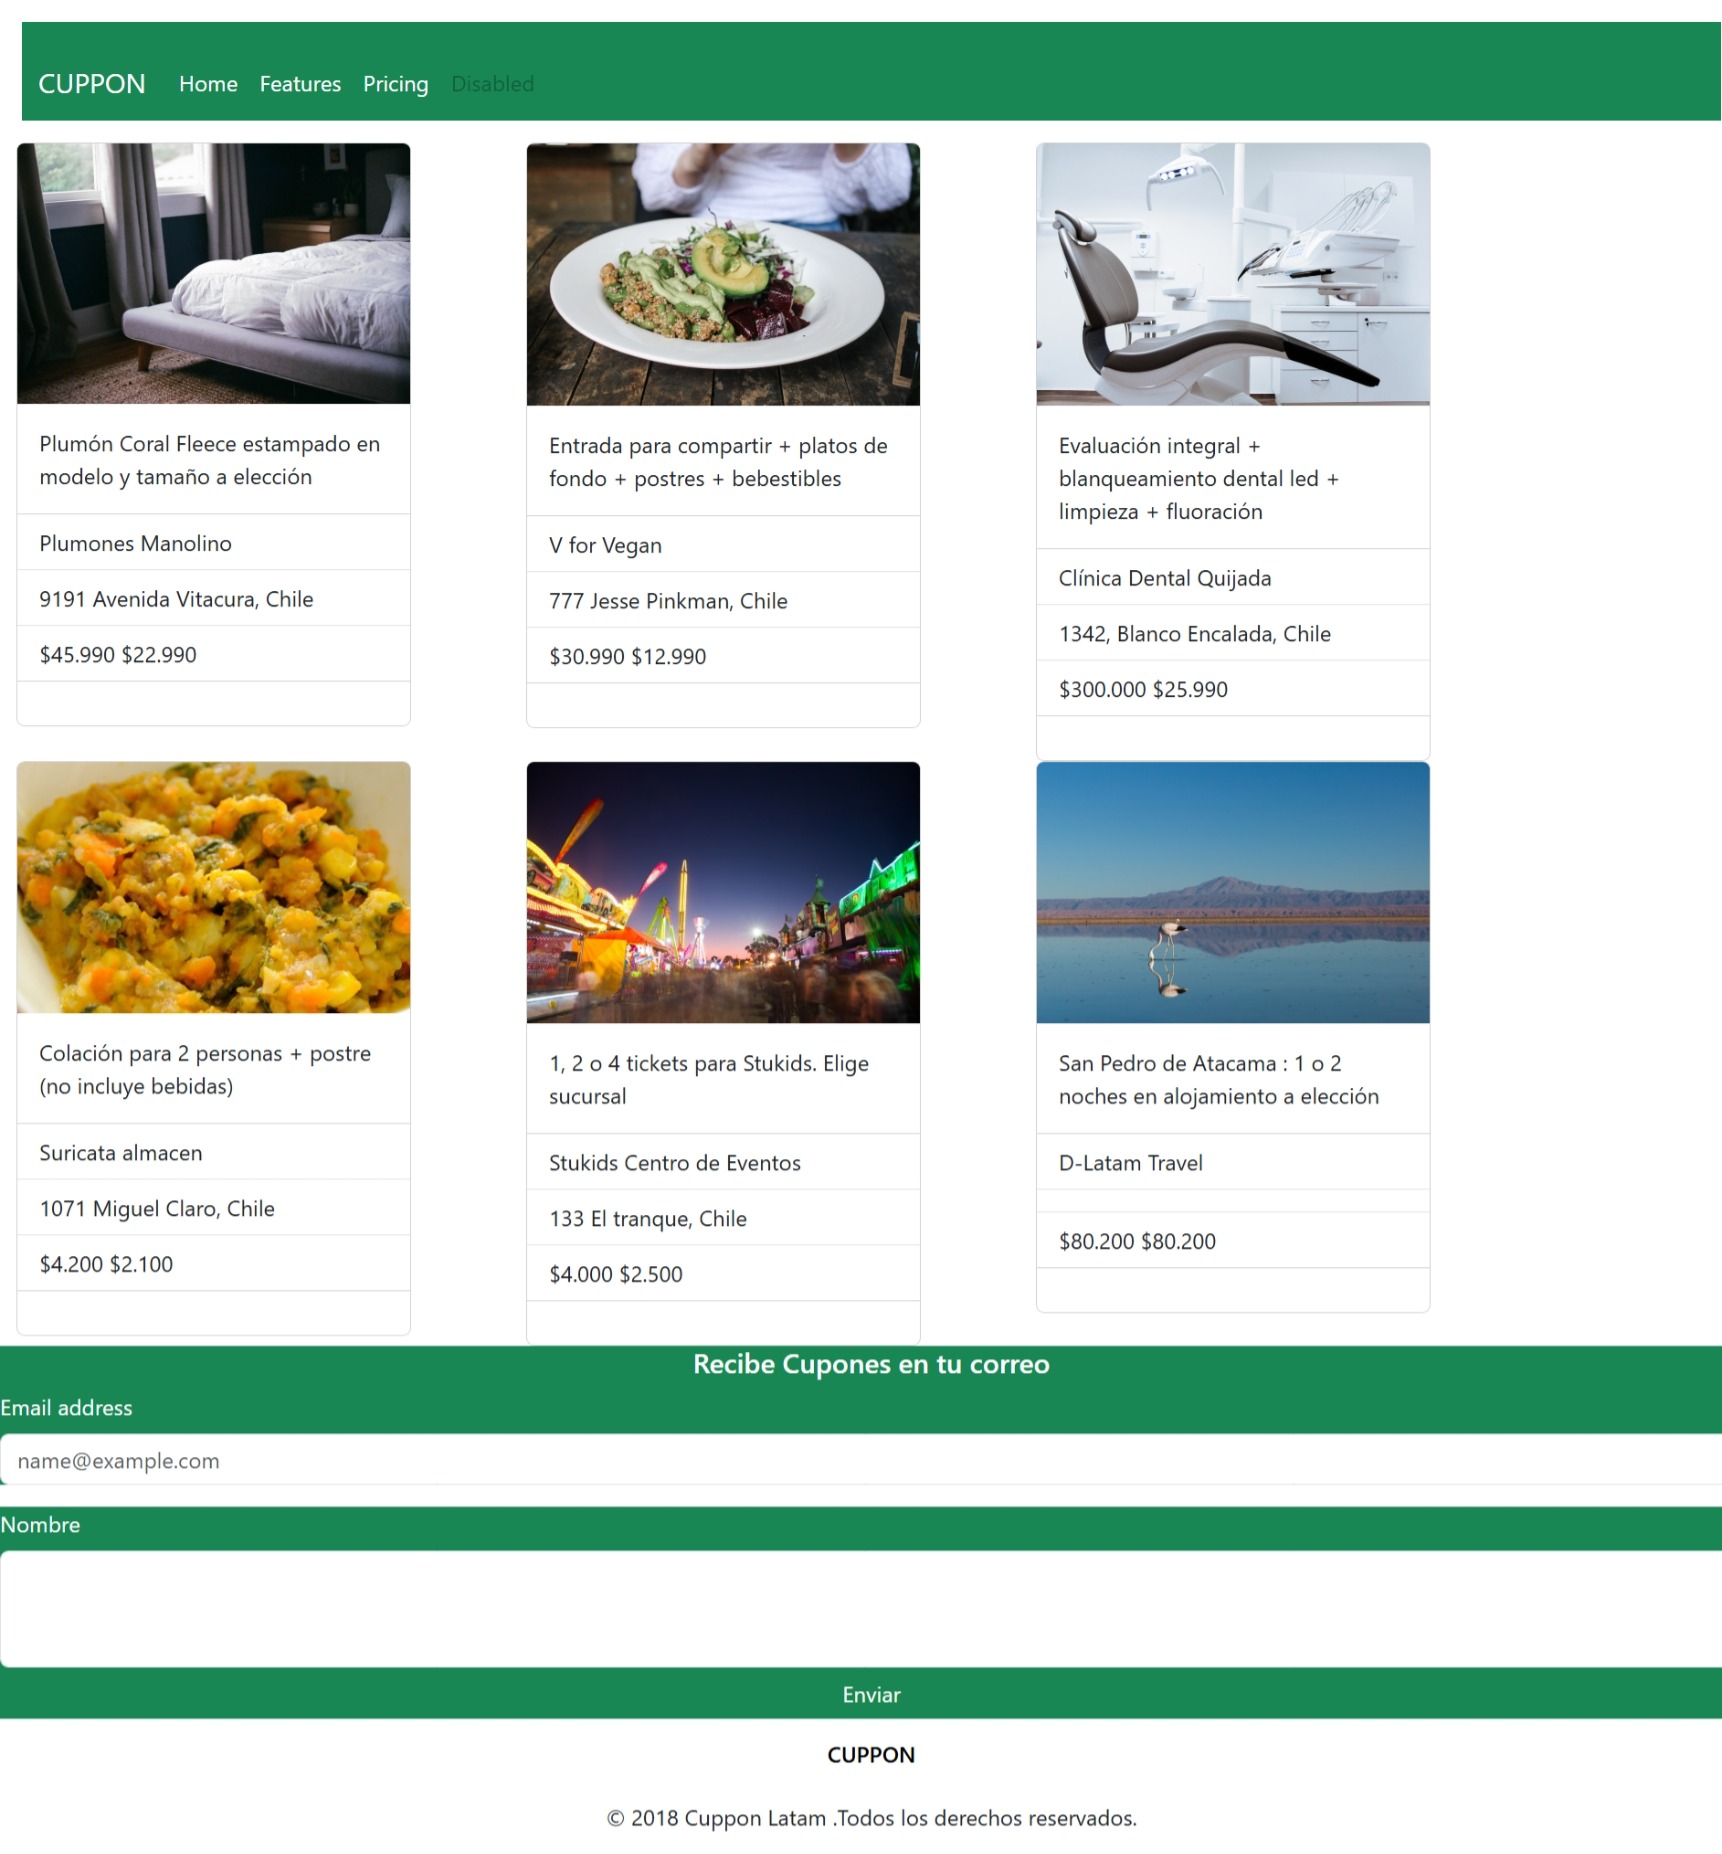 CUPPON Home Features Pricing Disabled
Plumón Coral Fleece estampado en
modelo y tamaño a elección
Plumones Manolino
9191 Avenida Vitacura, Chile
$45.990 $22.990
Entrada para compartir + platos de
fondo + postres + bebestibles
V for Vegan
777 Jesse Pinkman, Chile
$30.990 $12.990
Evaluación integral +
blanqueamiento dental led +
limpieza + fluoración
Clínica Dental Quijada
1342, Blanco Encalada, Chile
$300.000 $25.990
Colación para 2 personas + postre
(no incluye bebidas)
Suricata almacen
1071 Miguel Claro, Chile
$4.200 $2.100
1, 2 o 4 tickets para Stukids. Elige
sucursal
Stukids Centro de Eventos
133 El tranque, Chile
$4.000 $2.500
San Pedro de Atacama : 1 o 2
noches en alojamiento a elección
D-Latam Travel
$80.200 $80.200
Recibe Cupones en tu correo
Email address
name@example.com
Nombre
Enviar
CUPPON
© 2018 Cuppon Latam .Todos los derechos reservados.